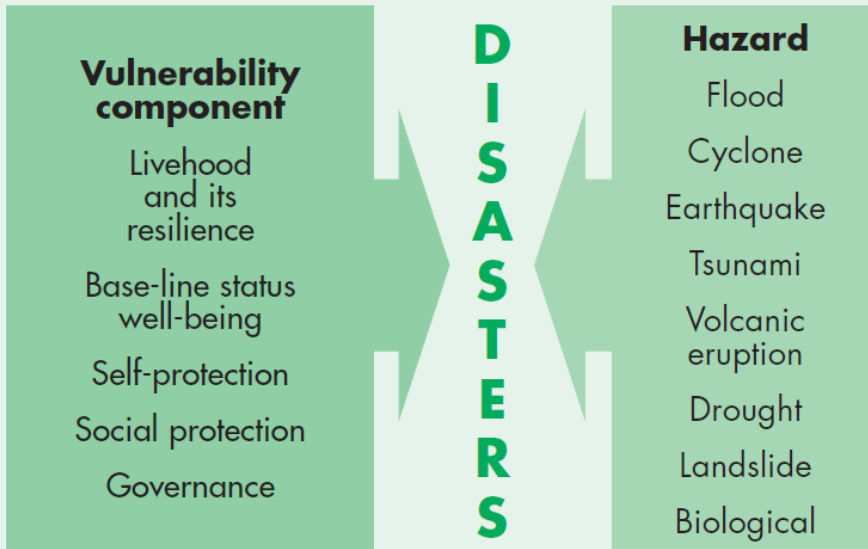 Vulnerability
component
Livehood
and its
resilience
Base-line status
well-being
Self-protection
Social protection
Governance
DISASTERS
Hazard
Flood
Cyclone
Earthquake
Tsunami
Volcanic
eruption
Drought
Landslide
Biological